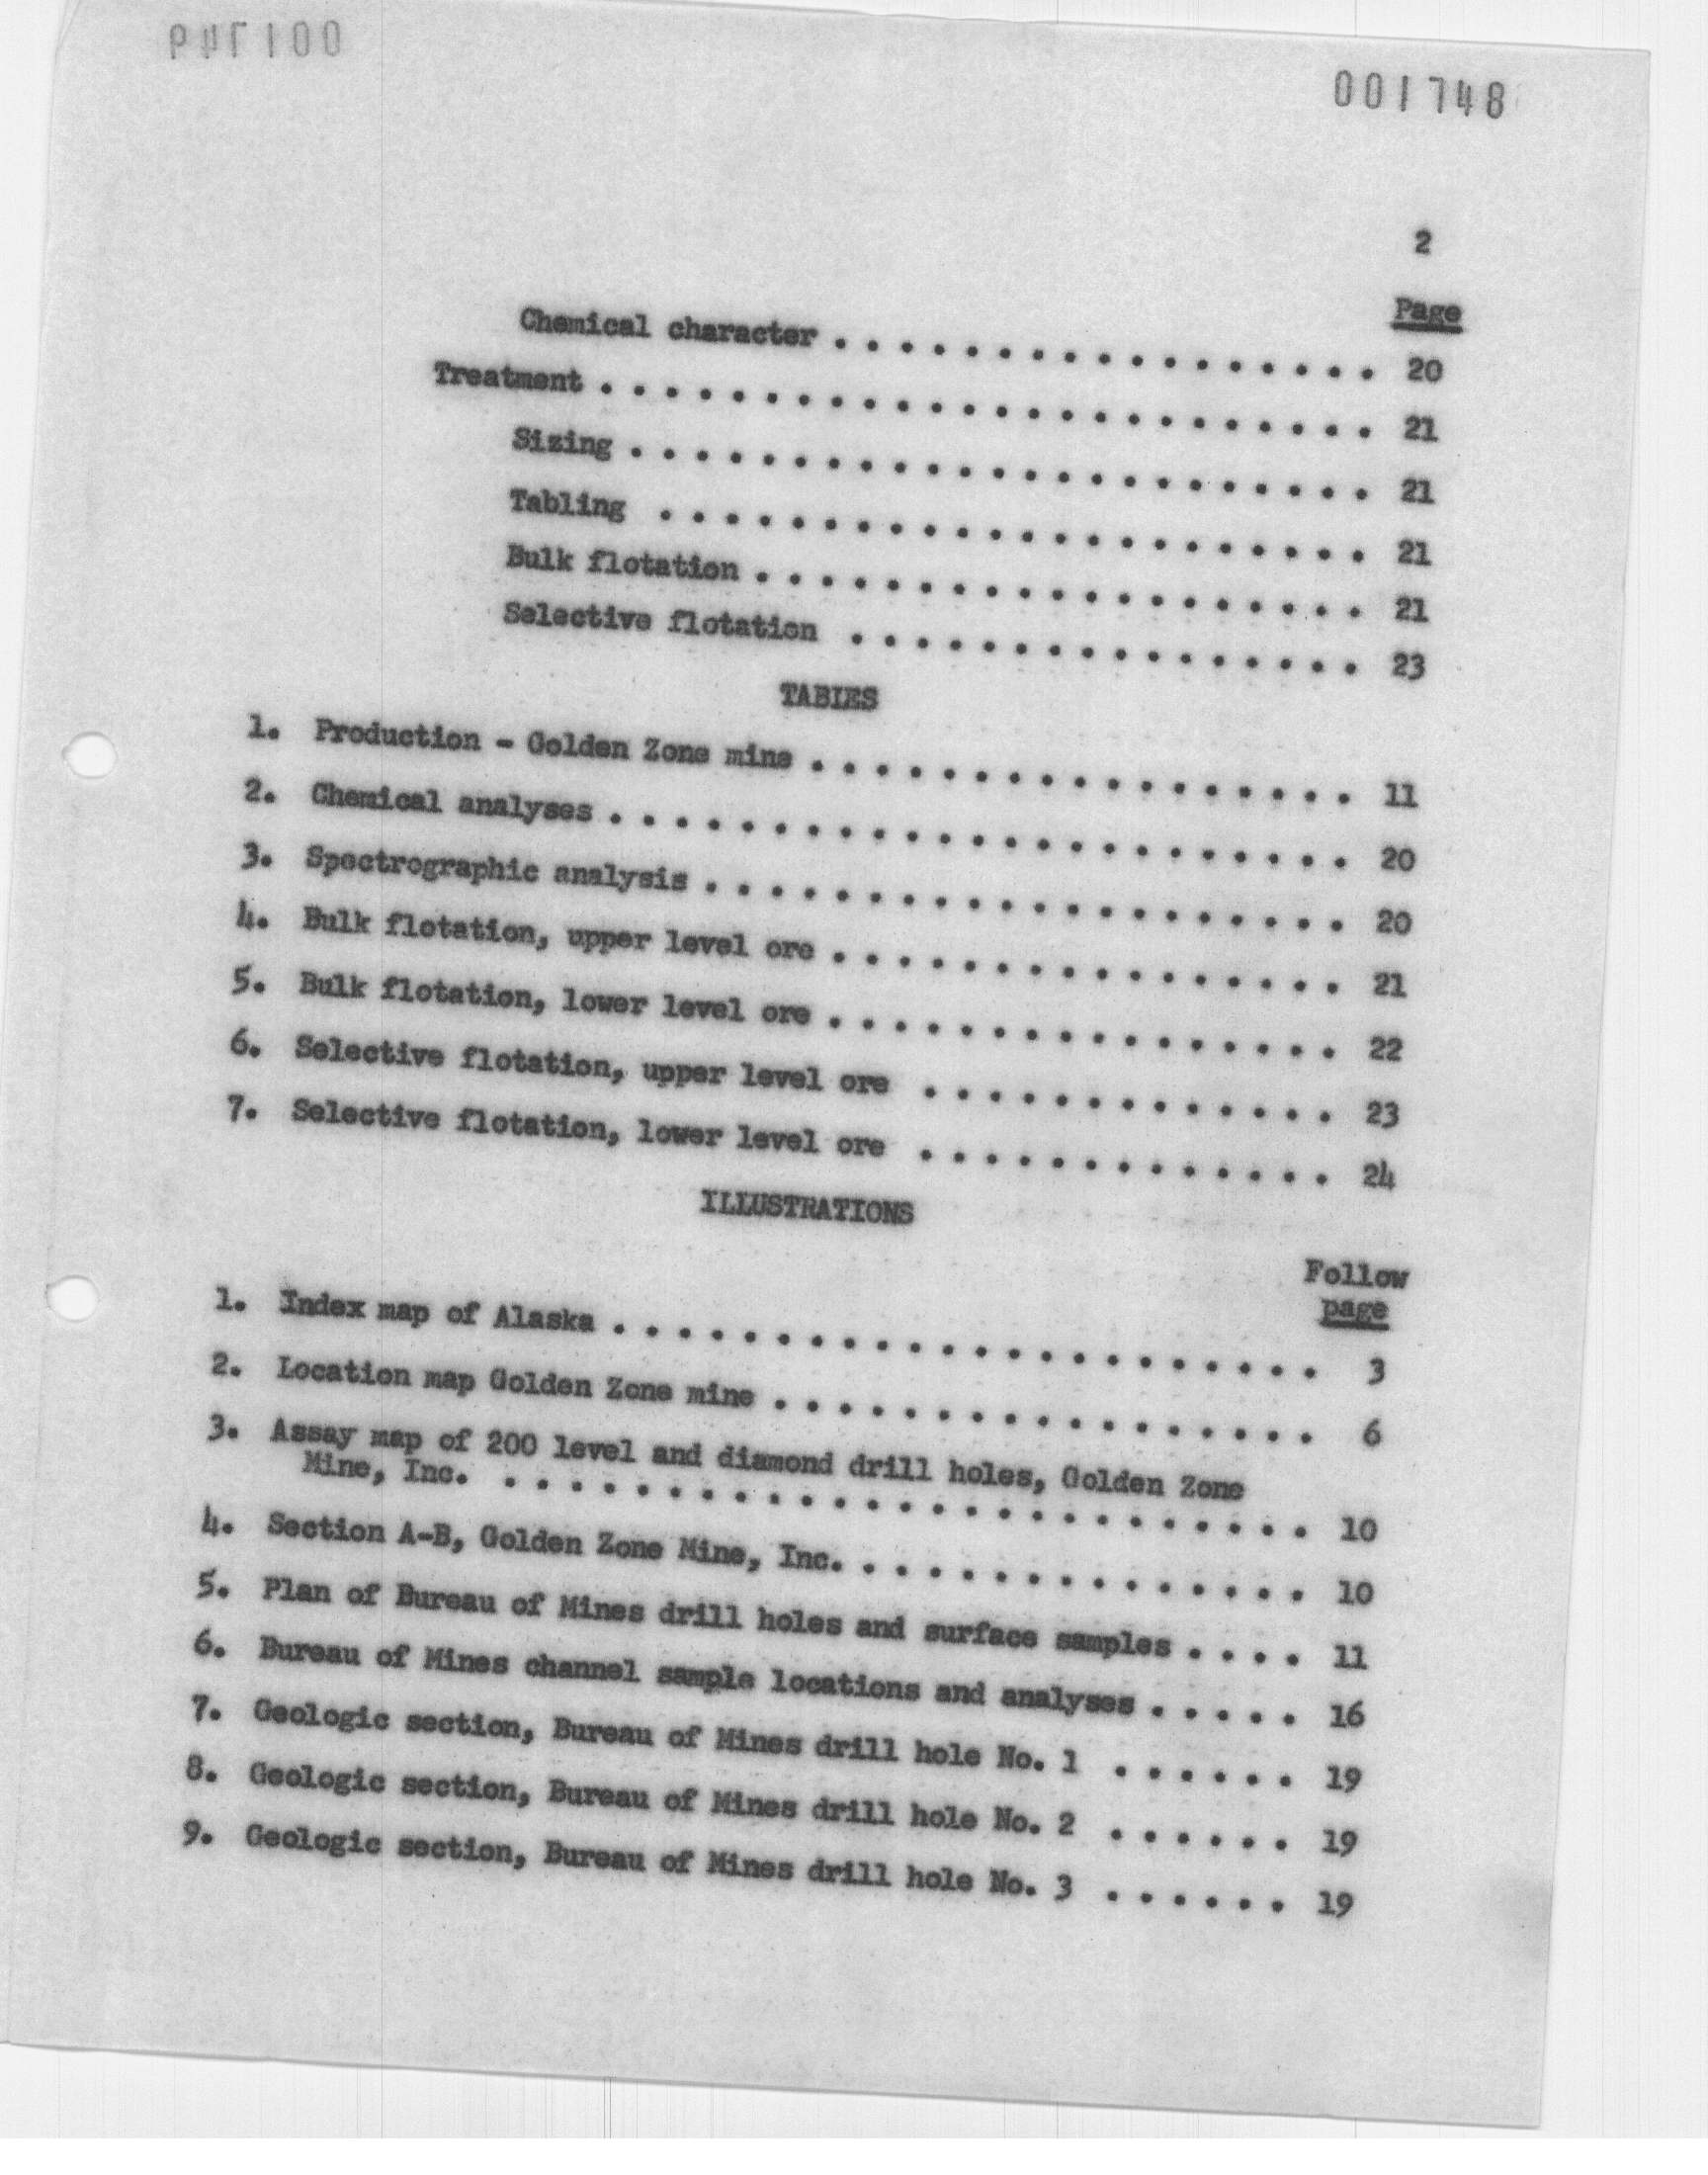 001748
2
Page
Chemical character . . . . . . . . . . . . . . . . . 20
Treatment . . . . . . . . . . . . . . . . . . . . . . . . 21
Sizing . . . . . . . . . . . . . . . . . . . . . . . 21
Tabling . . . . . . . . . . . . . . . . . . . . . . 21
Bulk flotation . . . . . . . . . . . . . . . . . . . 21
Selective flotation . . . . . . . . . . . . . . . . 23
TABLES
1. Production - Golden Zone mine . . . . . . . . . . . . . . . . . 11
2. Chemical analyses . . . . . . . . . . . . . . . . . . . . . . . 20
3. Spectrographic analysis . . . . . . . . . . . . . . . . . . . . 20
4. Bulk flotation, upper level ore . . . . . . . . . . . . . . . . 21
5. Bulk flotation, lower level ore . . . . . . . . . . . . . . . . 22
6. Selective flotation, upper level ore . . . . . . . . . . . . . 23
7. Selective flotation, lower level ore . . . . . . . . . . . . . 24
ILLUSTRATIONS
Follow
page
1. Index map of Alaska . . . . . . . . . . . . . . . . . . . . . . 3
2. Location map Golden Zone mine . . . . . . . . . . . . . . . . . 6
3. Assay map of 200 level and diamond drill holes, Golden Zone
Mine, Inc. . . . . . . . . . . . . . . . . . . . . . . . . . 10
4. Section A-B, Golden Zone Mine, Inc. . . . . . . . . . . . . . . 10
5. Plan of Bureau of Mines drill holes and surface samples . . . . 11
6. Bureau of Mines channel sample locations and analyses . . . . . 16
7. Geologic section, Bureau of Mines drill hole No. 1 . . . . . . 19
8. Geologic section, Bureau of Mines drill hole No. 2 . . . . . . 19
9. Geologic section, Bureau of Mines drill hole No. 3 . . . . . . 19